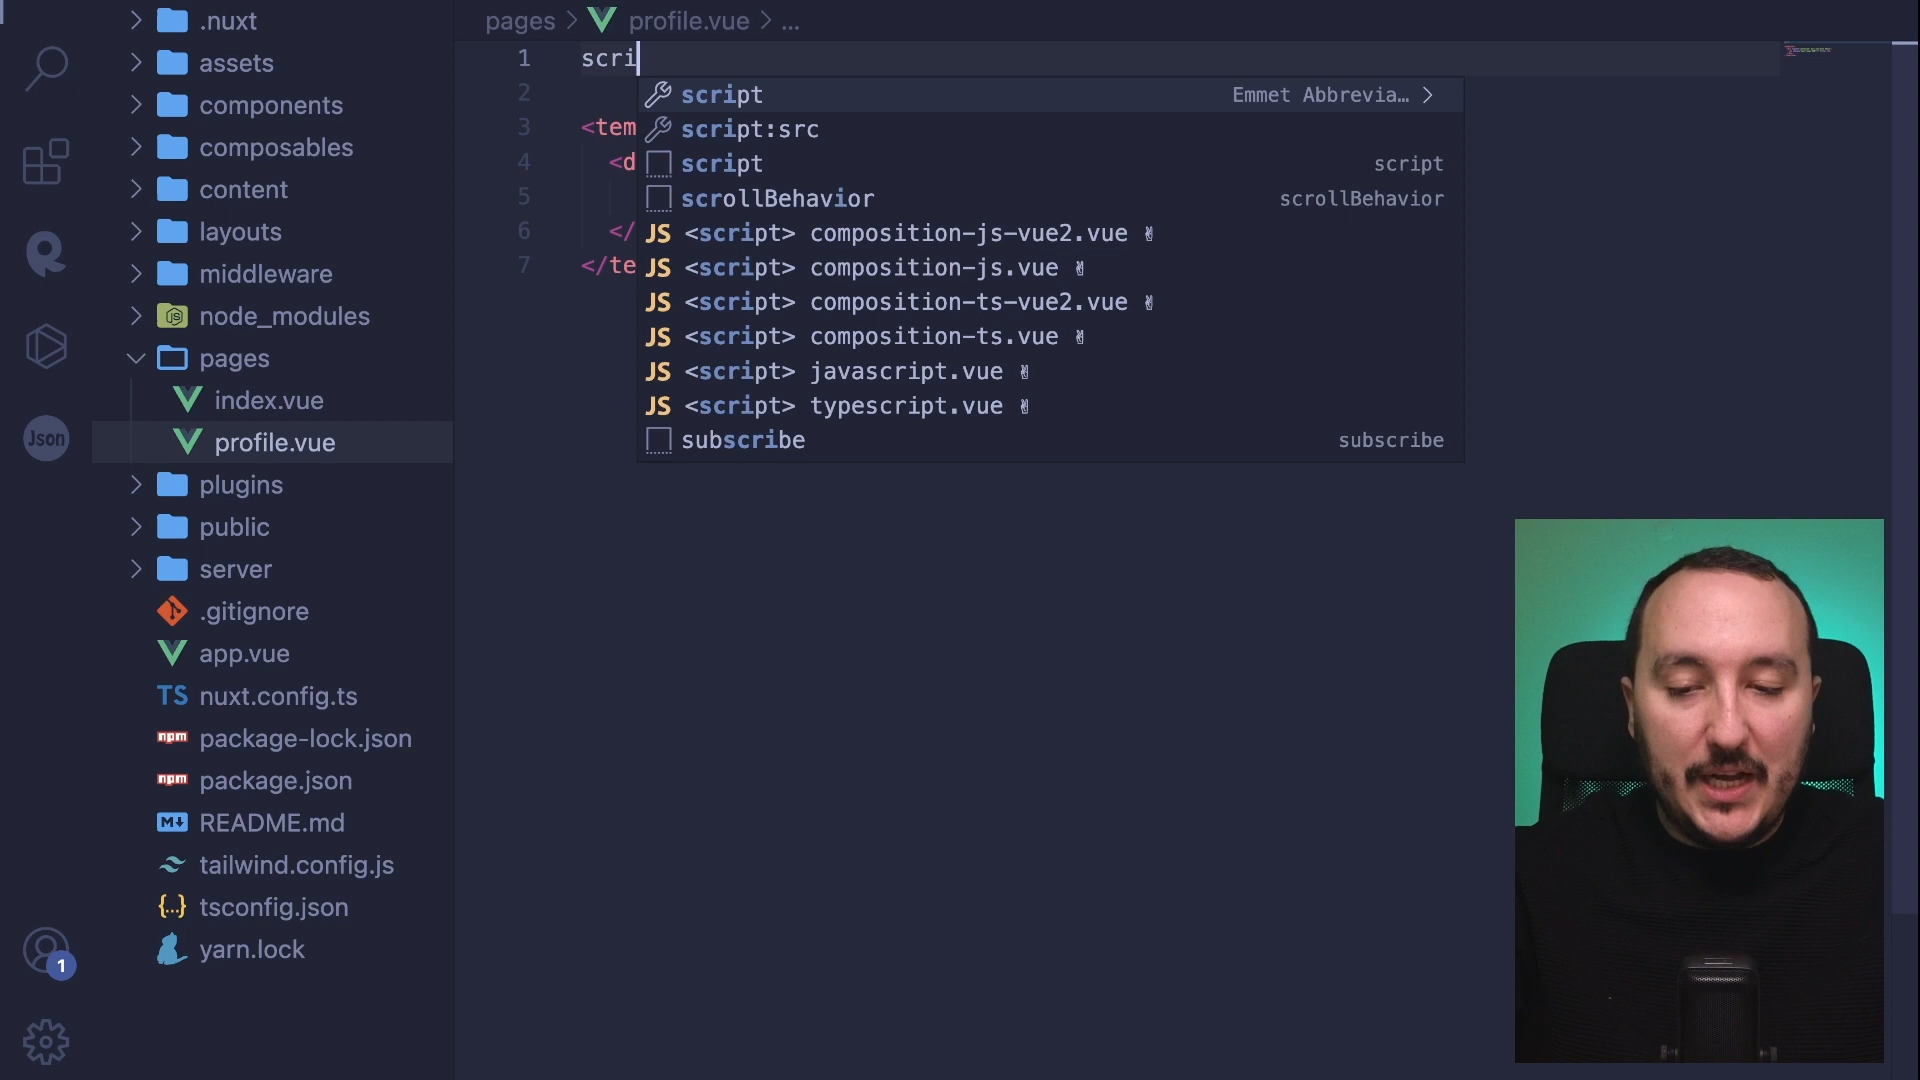 .nuxt
assets
components
composables
content
layouts
middleware
node_modules
pages
index.vue
profile.vue
plugins
public
server
.gitignore
app.vue
TS nuxt.config.ts
npm package-lock.json
npm package.json
M↓ README.md
tailwind.config.js
{..} tsconfig.json
yarn.lock
Json
1
pages > profile.vue > ...
1 scri
2
3 <tem
4 <d
5
6 </
7 </te
script Emmet Abbrevia… >
script:src
script script
scrollBehavior scrollBehavior
JS <script> composition-js-vue2.vue ✌
JS <script> composition-js.vue ✌
JS <script> composition-ts-vue2.vue ✌
JS <script> composition-ts.vue ✌
JS <script> javascript.vue ✌
JS <script> typescript.vue ✌
subscribe subscribe